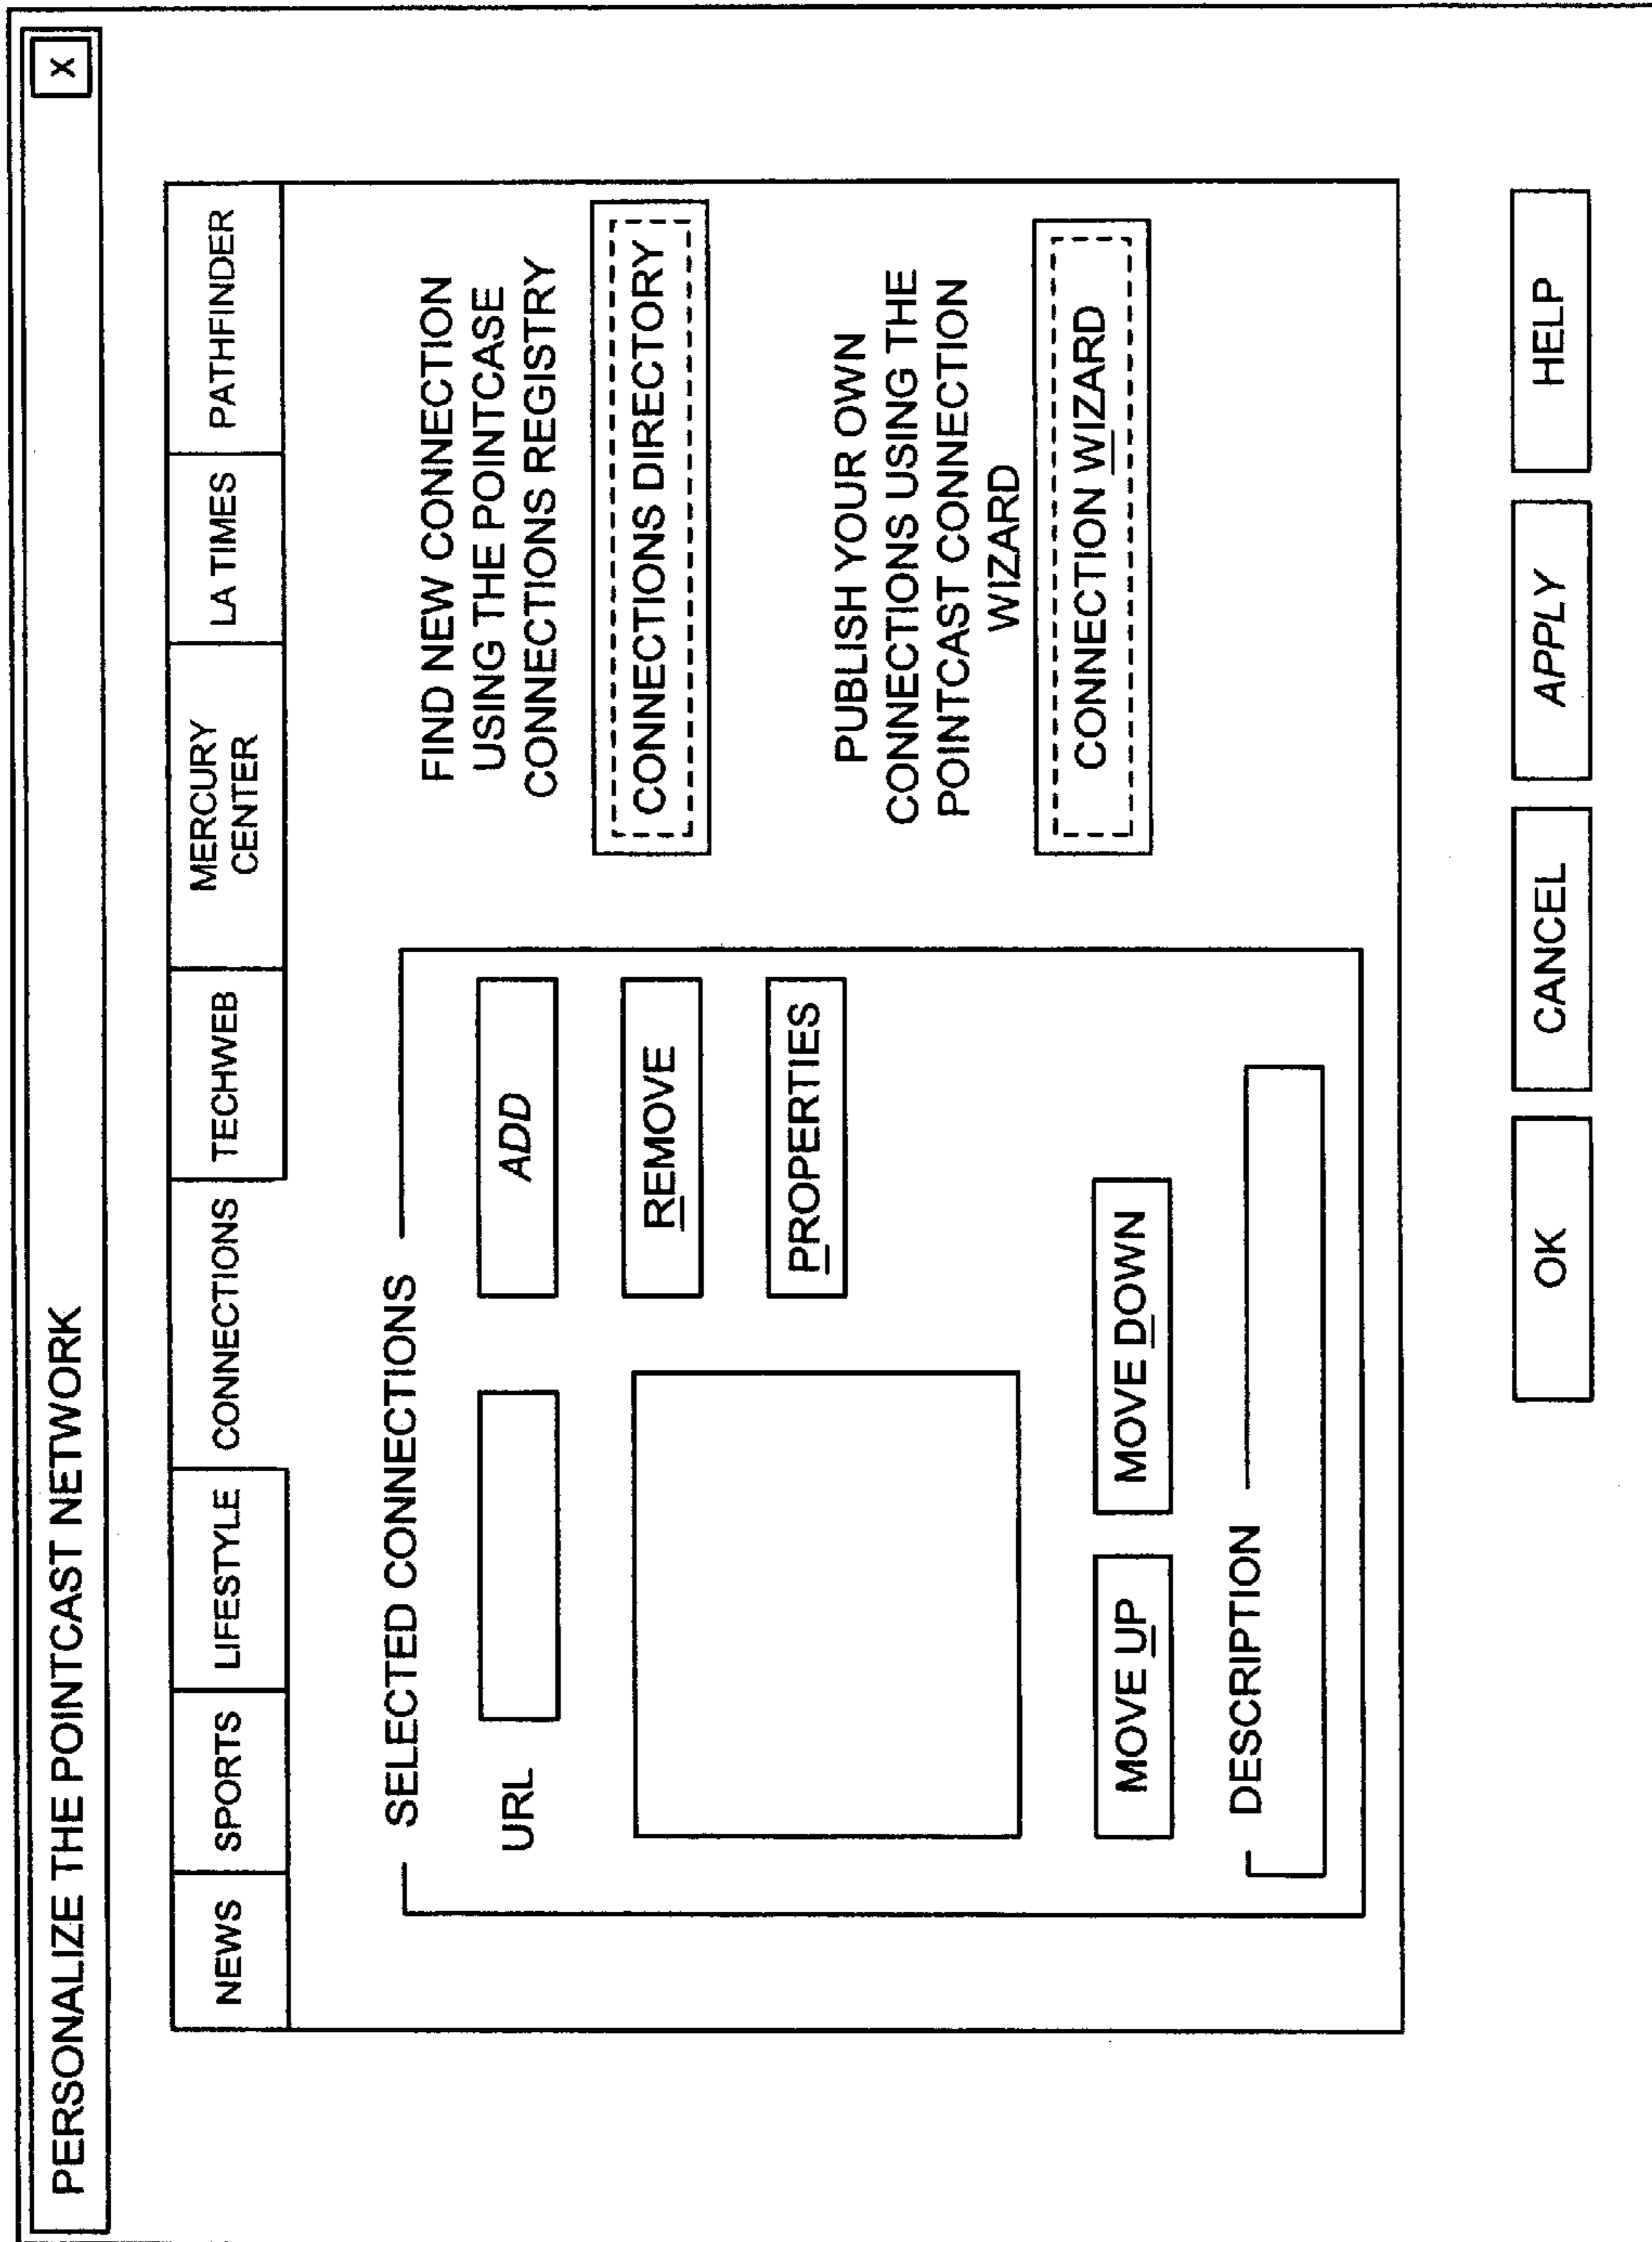 PERSONALIZE THE POINTCAST NETWORK
X
NEWS
SPORTS
LIFESTYLE
CONNECTIONS
TECHWEB
MERCURY
CENTER
LA TIMES
PATHFINDER
SELECTED CONNECTIONS
URL
ADD
REMOVE
PROPERTIES
MOVE UP
MOVE DOWN
DESCRIPTION
FIND NEW CONNECTION
USING THE POINTCASE
CONNECTIONS REGISTRY
CONNECTIONS DIRECTORY
PUBLISH YOUR OWN
CONNECTIONS USING THE
POINTCAST CONNECTION
WIZARD
CONNECTION WIZARD
OK
CANCEL
APPLY
HELP